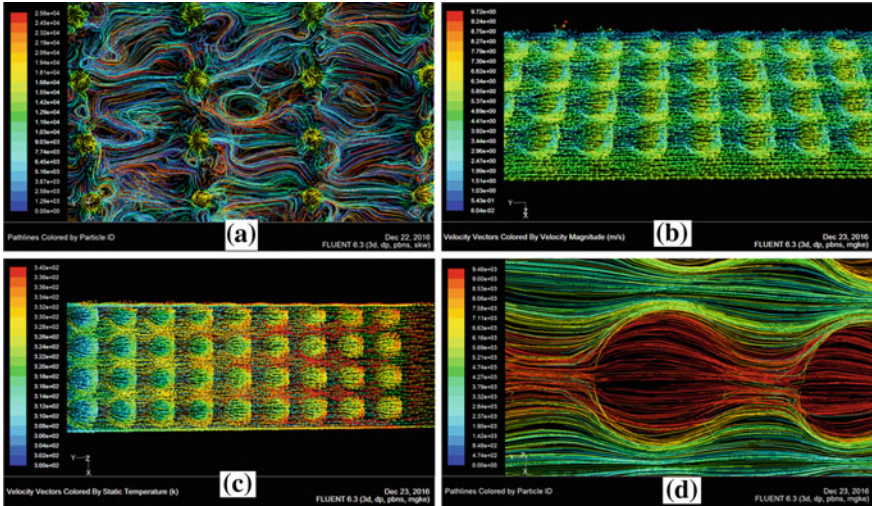 2.58e+04
2.45e+04
2.32e+04
2.19e+04
2.06e+04
1.94e+04
1.81e+04
1.68e+04
1.55e+04
1.42e+04
1.29e+04
1.16e+04
1.03e+04
9.03e+03
7.74e+03
6.45e+03
5.16e+03
3.87e+03
2.58e+03
1.28e+03
0.00e+00
(a)
Pathlines Colored by Particle ID
Dec 22, 2016
FLUENT 6.3 (3d, dp, pbns, skw)
9.72e+00
9.24e+00
8.75e+00
8.27e+00
7.79e+00
7.30e+00
6.82e+00
6.34e+00
5.85e+00
5.37e+00
4.89e+00
4.41e+00
3.92e+00
3.44e+00
2.96e+00
2.47e+00
1.99e+00
1.51e+00
1.03e+00
5.43e-01
6.04e-02
Y
X
(b)
Velocity Vectors Colored By Velocity Magnitude (m/s)
Dec 23, 2016
FLUENT 6.3 (3d, dp, pbns, mgke)
3.40e+02
3.38e+02
3.36e+02
3.34e+02
3.32e+02
3.30e+02
3.28e+02
3.26e+02
3.24e+02
3.22e+02
3.20e+02
3.18e+02
3.16e+02
3.14e+02
3.12e+02
3.10e+02
3.08e+02
3.06e+02
3.04e+02
3.02e+02
3.00e+02
Y Z
X
(c)
Velocity Vectors Colored By Static Temperature (k)
Dec 23, 2016
FLUENT 6.3 (3d, dp, pbns, mgke)
9.48e+03
9.00e+03
8.53e+03
8.06e+03
7.58e+03
7.11e+03
6.63e+03
6.16e+03
5.69e+03
5.21e+03
4.74e+03
4.27e+03
3.79e+03
3.32e+03
2.84e+03
2.37e+03
1.90e+03
1.42e+03
9.48e+02
4.74e+02
0.00e+00
(d)
Pathlines Colored by Particle ID
Dec 23, 2016
FLUENT 6.3 (3d, dp, pbns, mgke)